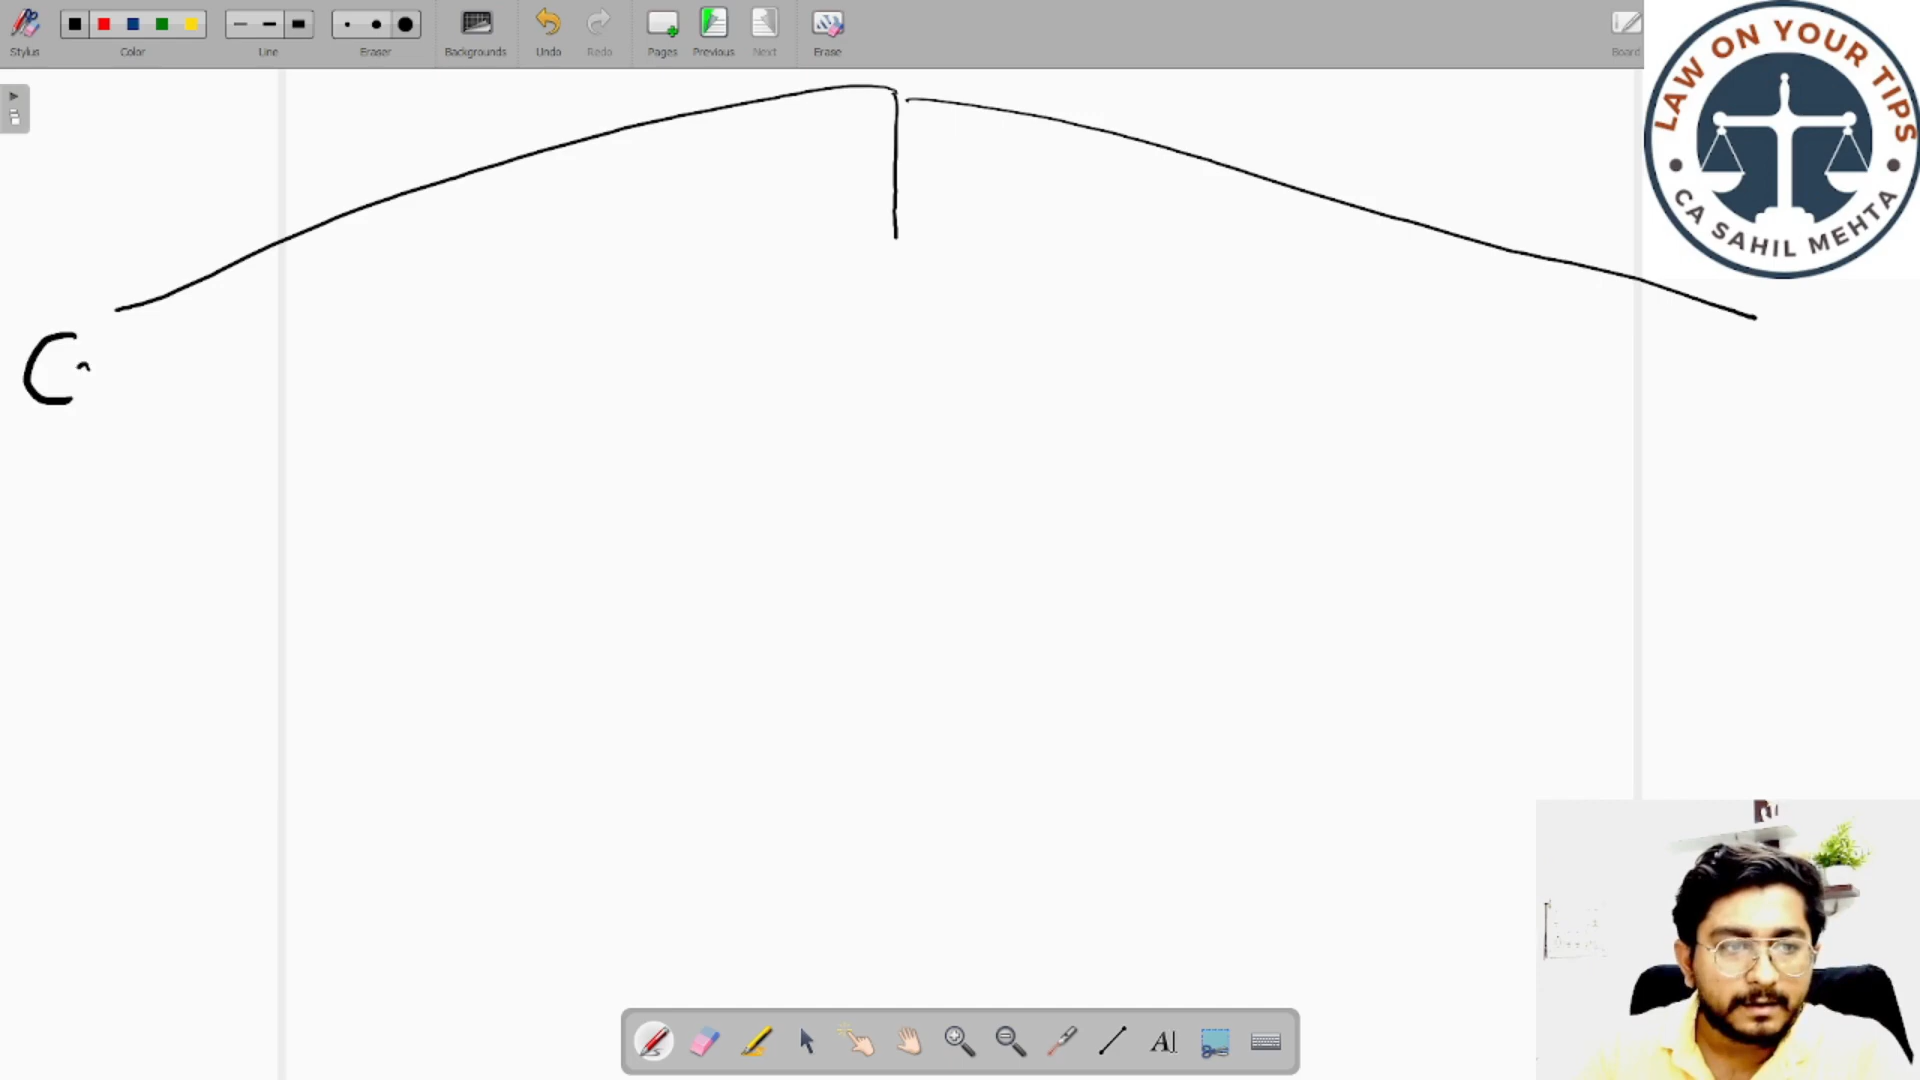 Stylus
Color
Line
Eraser
Backgrounds
Undo
Redo
Pages
Previous
Next
Erase
Board
LAW ON YOUR TIPS
• CA SAHIL MEHTA •
C
A